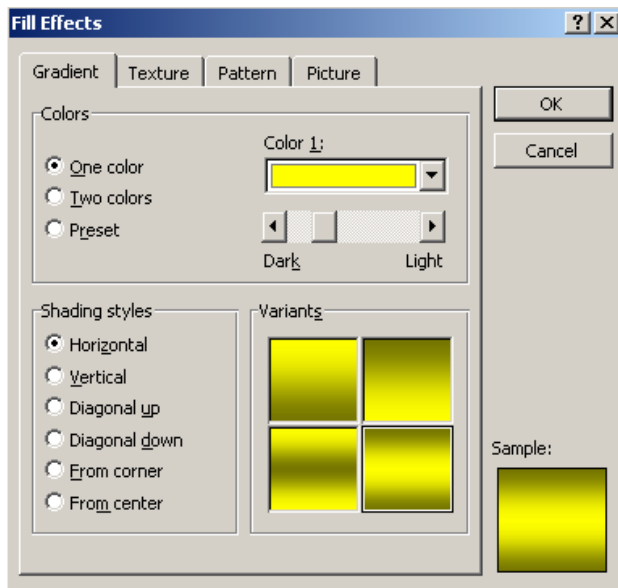 Fill Effects
Gradient
Texture
Pattern
Picture
OK
Cancel
Colors
One color
Two colors
Preset
Color 1:
Dark
Light
Shading styles
Horizontal
Vertical
Diagonal up
Diagonal down
From corner
From center
Variants
Sample: